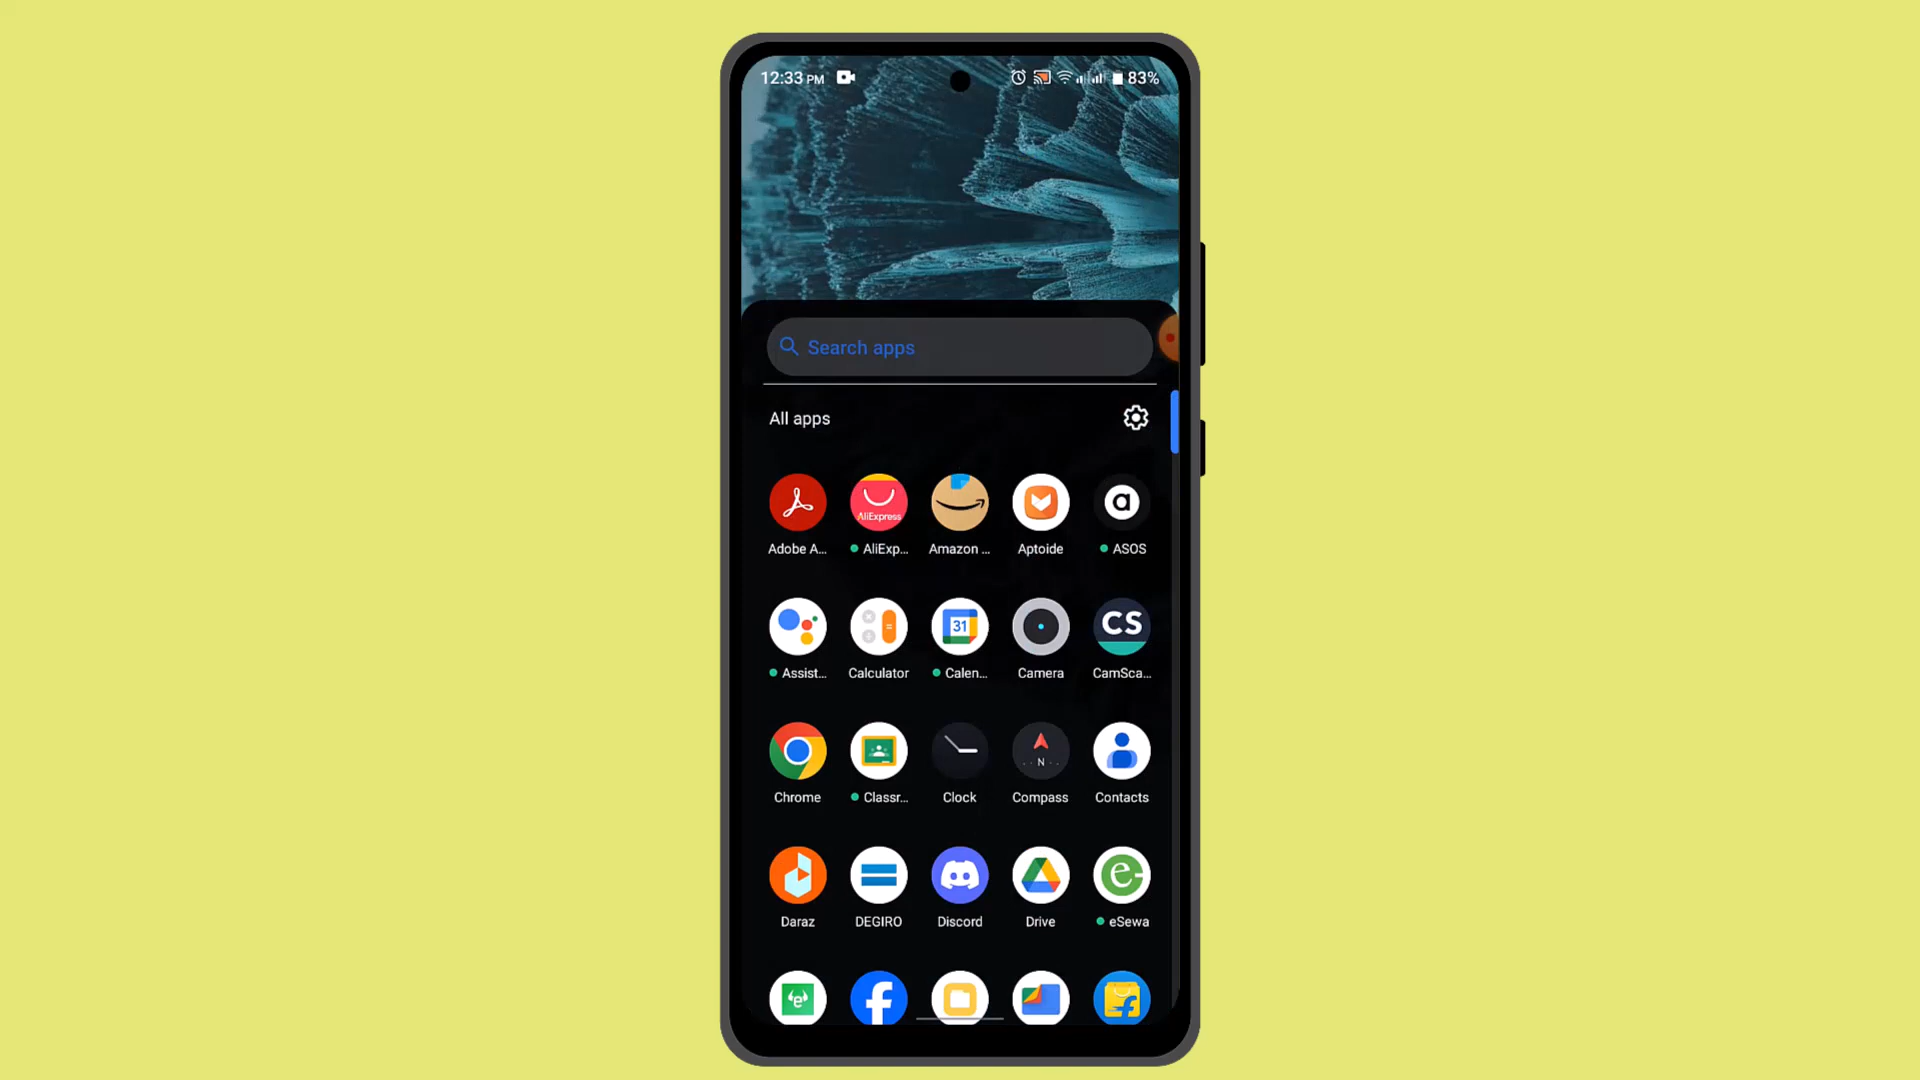 12:33 PM 83%
Search apps
All apps
AliExpress
a
Adobe A... AliExp... Amazon ... Aptoide ASOS
31 CS
Assist... Calculator Calen... Camera CamSca...
N
Chrome Classr... Clock Compass Contacts
e
Daraz DEGIRO Discord Drive eSewa
e f f